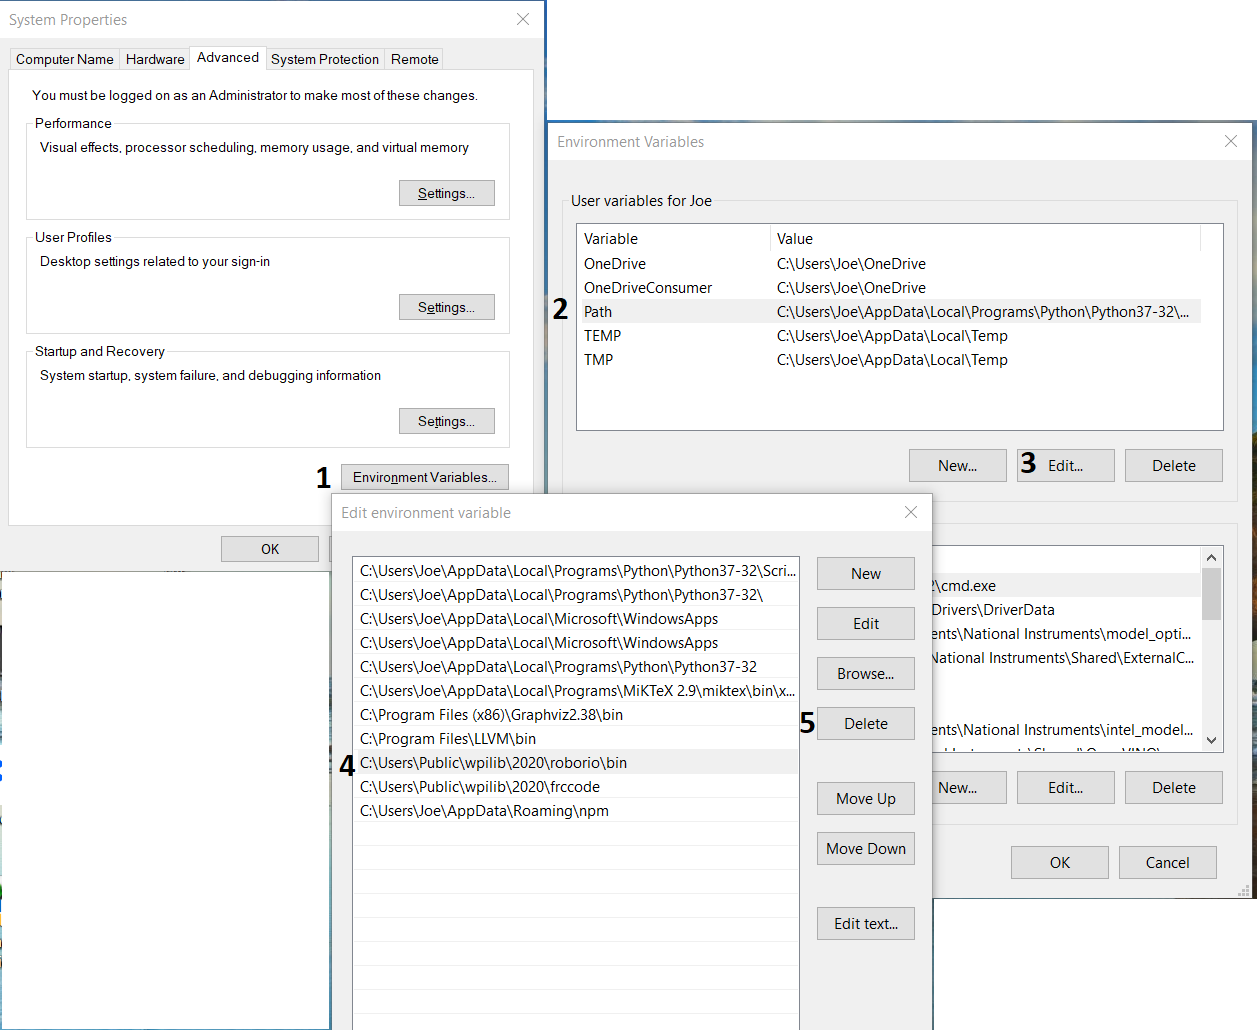 System Properties
Computer Name
Hardware
Advanced
System Protection
Remote
You must be logged on as an Administrator to make most of these changes.
Performance
Visual effects, processor scheduling, memory usage, and virtual memory
Settings...
User Profiles
Desktop settings related to your sign-in
Settings...
Startup and Recovery
System startup, system failure, and debugging information
Settings...
1
Environment Variables...
OK
Environment Variables
User variables for Joe
Variable Value
OneDrive C:\Users\Joe\OneDrive
OneDriveConsumer C:\Users\Joe\OneDrive
2
Path C:\Users\Joe\AppData\Local\Programs\Python\Python37-32\...
TEMP C:\Users\Joe\AppData\Local\Temp
TMP C:\Users\Joe\AppData\Local\Temp
New...
3
Edit...
Delete
\cmd.exe
Drivers\DriverData
ents\National Instruments\model_opti...
National Instruments\Shared\ExternalC...
ents\National Instruments\intel_model...
New...
Edit...
Delete
OK
Cancel
Edit environment variable
C:\Users\Joe\AppData\Local\Programs\Python\Python37-32\Scri...
C:\Users\Joe\AppData\Local\Programs\Python\Python37-32\
C:\Users\Joe\AppData\Local\Microsoft\WindowsApps
C:\Users\Joe\AppData\Local\Microsoft\WindowsApps
C:\Users\Joe\AppData\Local\Programs\Python\Python37-32
C:\Users\Joe\AppData\Local\Programs\MiKTeX 2.9\miktex\bin\x...
C:\Program Files (x86)\Graphviz2.38\bin
C:\Program Files\LLVM\bin
4
C:\Users\Public\wpilib\2020\roborio\bin
C:\Users\Public\wpilib\2020\frccode
C:\Users\Joe\AppData\Roaming\npm
New
Edit
Browse...
5
Delete
Move Up
Move Down
Edit text...